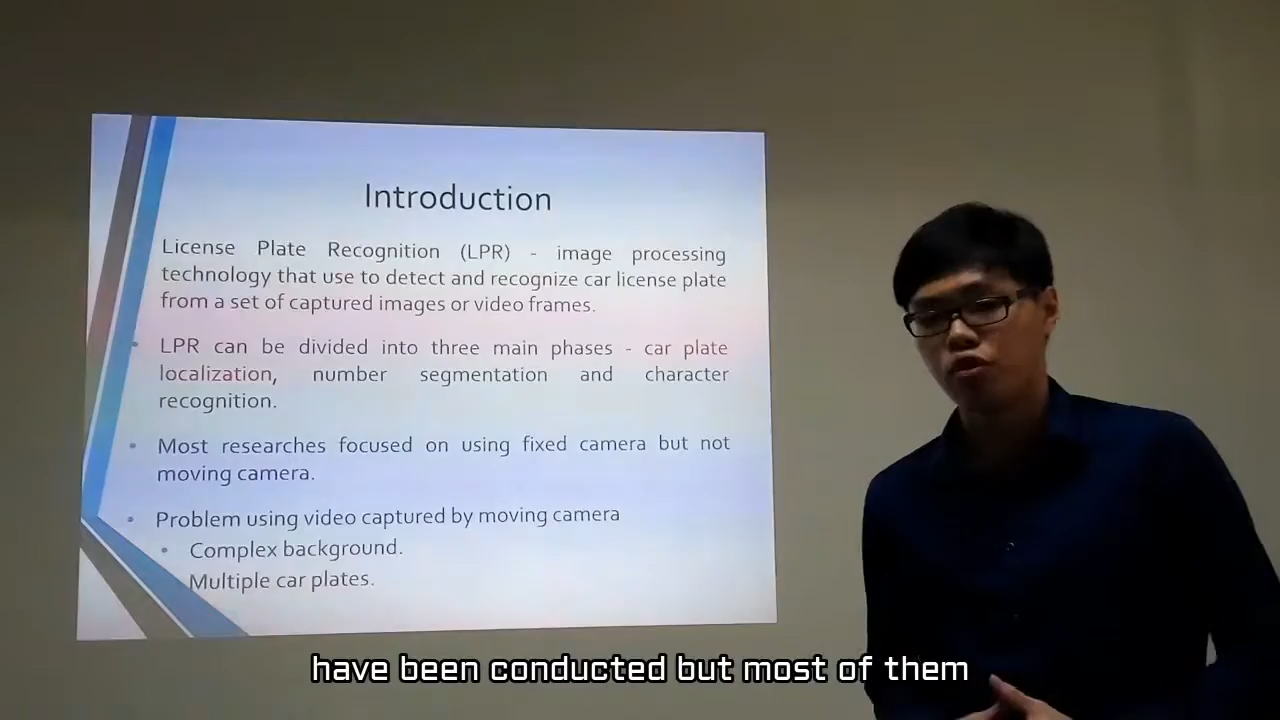 Introduction
License Plate Recognition (LPR) - image processing
technology that use to detect and recognize car license plate
from a set of captured images or video frames.
• LPR can be divided into three main phases - car plate
localization, number segmentation and character
recognition.
• Most researches focused on using fixed camera but not
moving camera.
• Problem using video captured by moving camera
• Complex background.
Multiple car plates.
have been conducted but most of them